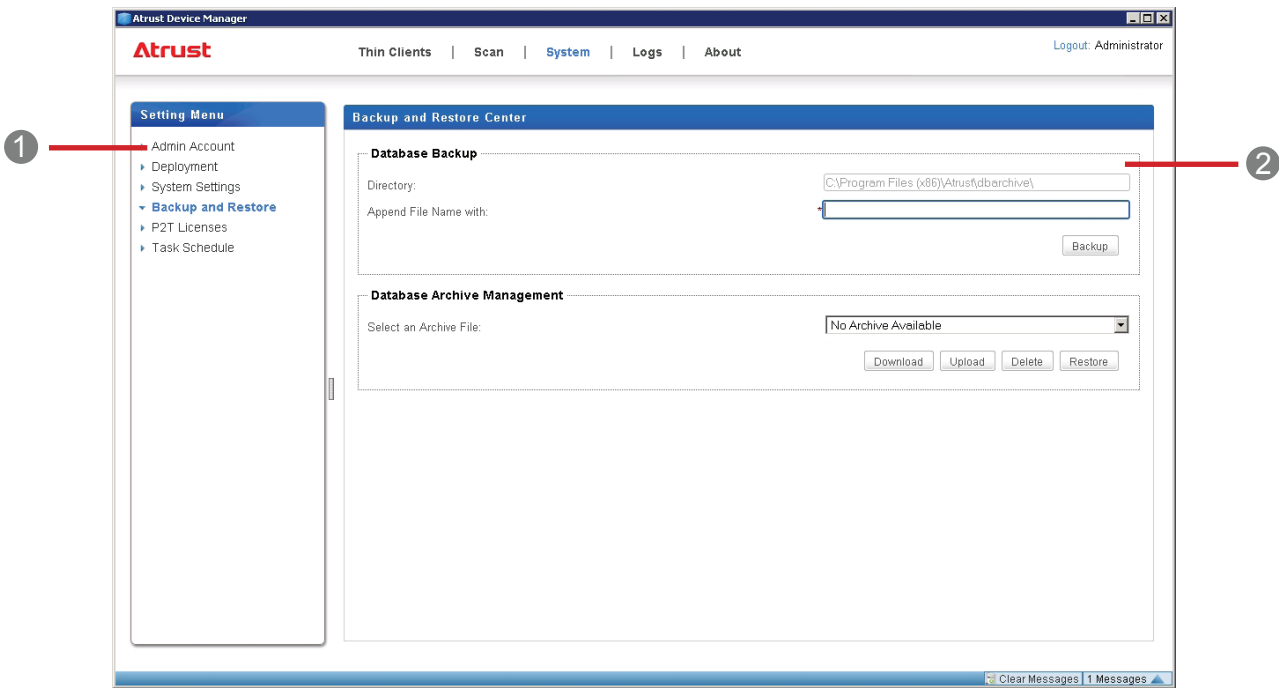 Atrust Device Manager
Atrust
Thin Clients | Scan | System | Logs | About
Logout: Administrator
Setting Menu
Admin Account
Deployment
System Settings
Backup and Restore
P2T Licenses
Task Schedule
1
Backup and Restore Center
Database Backup
2
Directory:
C:\Program Files (x86)\Atrust\dbarchive\
Append File Name with:
*
Backup
Database Archive Management
Select an Archive File:
No Archive Available
Download
Upload
Delete
Restore
Clear Messages
1 Messages